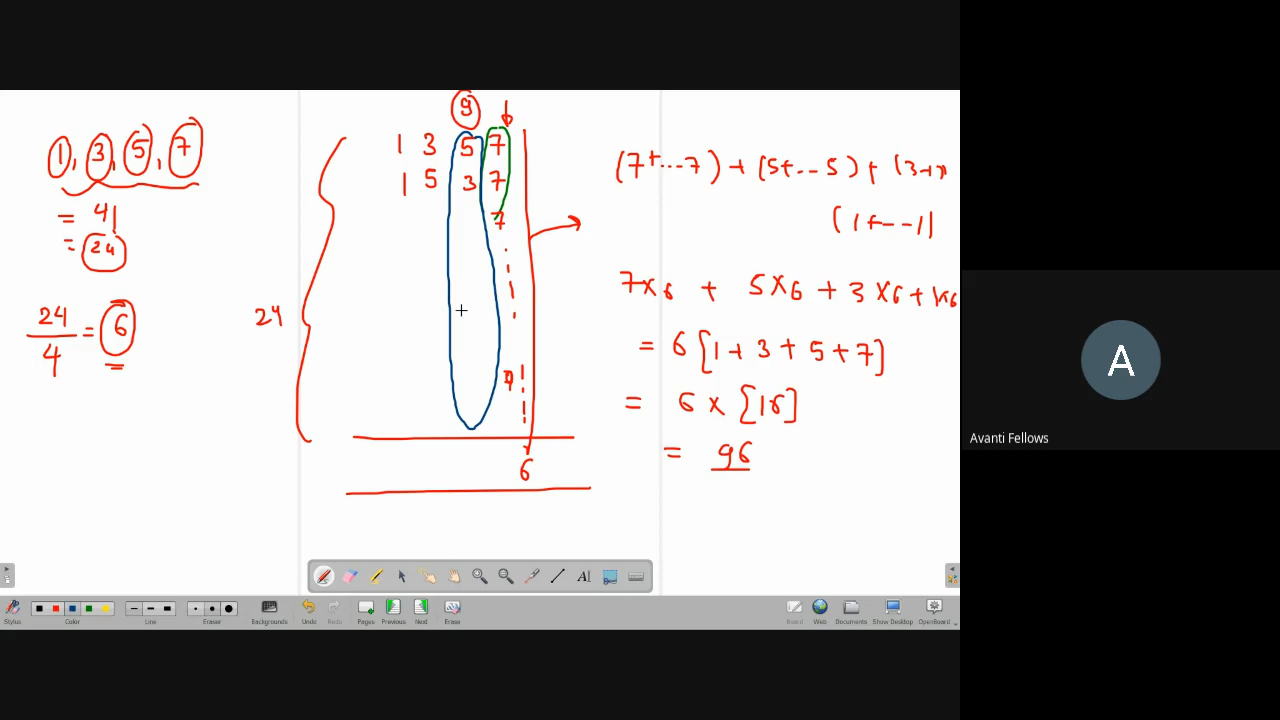 1, 3, 5, 7
= 4!
= 24
24
4
= 6
24
9
1 3 5 7
1 5 3 7
7
6
(7+...7) + (5+...5) + (3+
(1+--1)
7×6 + 5×6 + 3×6 + 1×6
= 6[1+3+5+7]
= 6 × [16]
= 96
A
Avanti Fellows
Stylus
Color
Line
Eraser
Backgrounds
Undo
Redo
Pages
Previous
Next
Erase
Board
Web
Documents
Show Desktop
OpenBoard